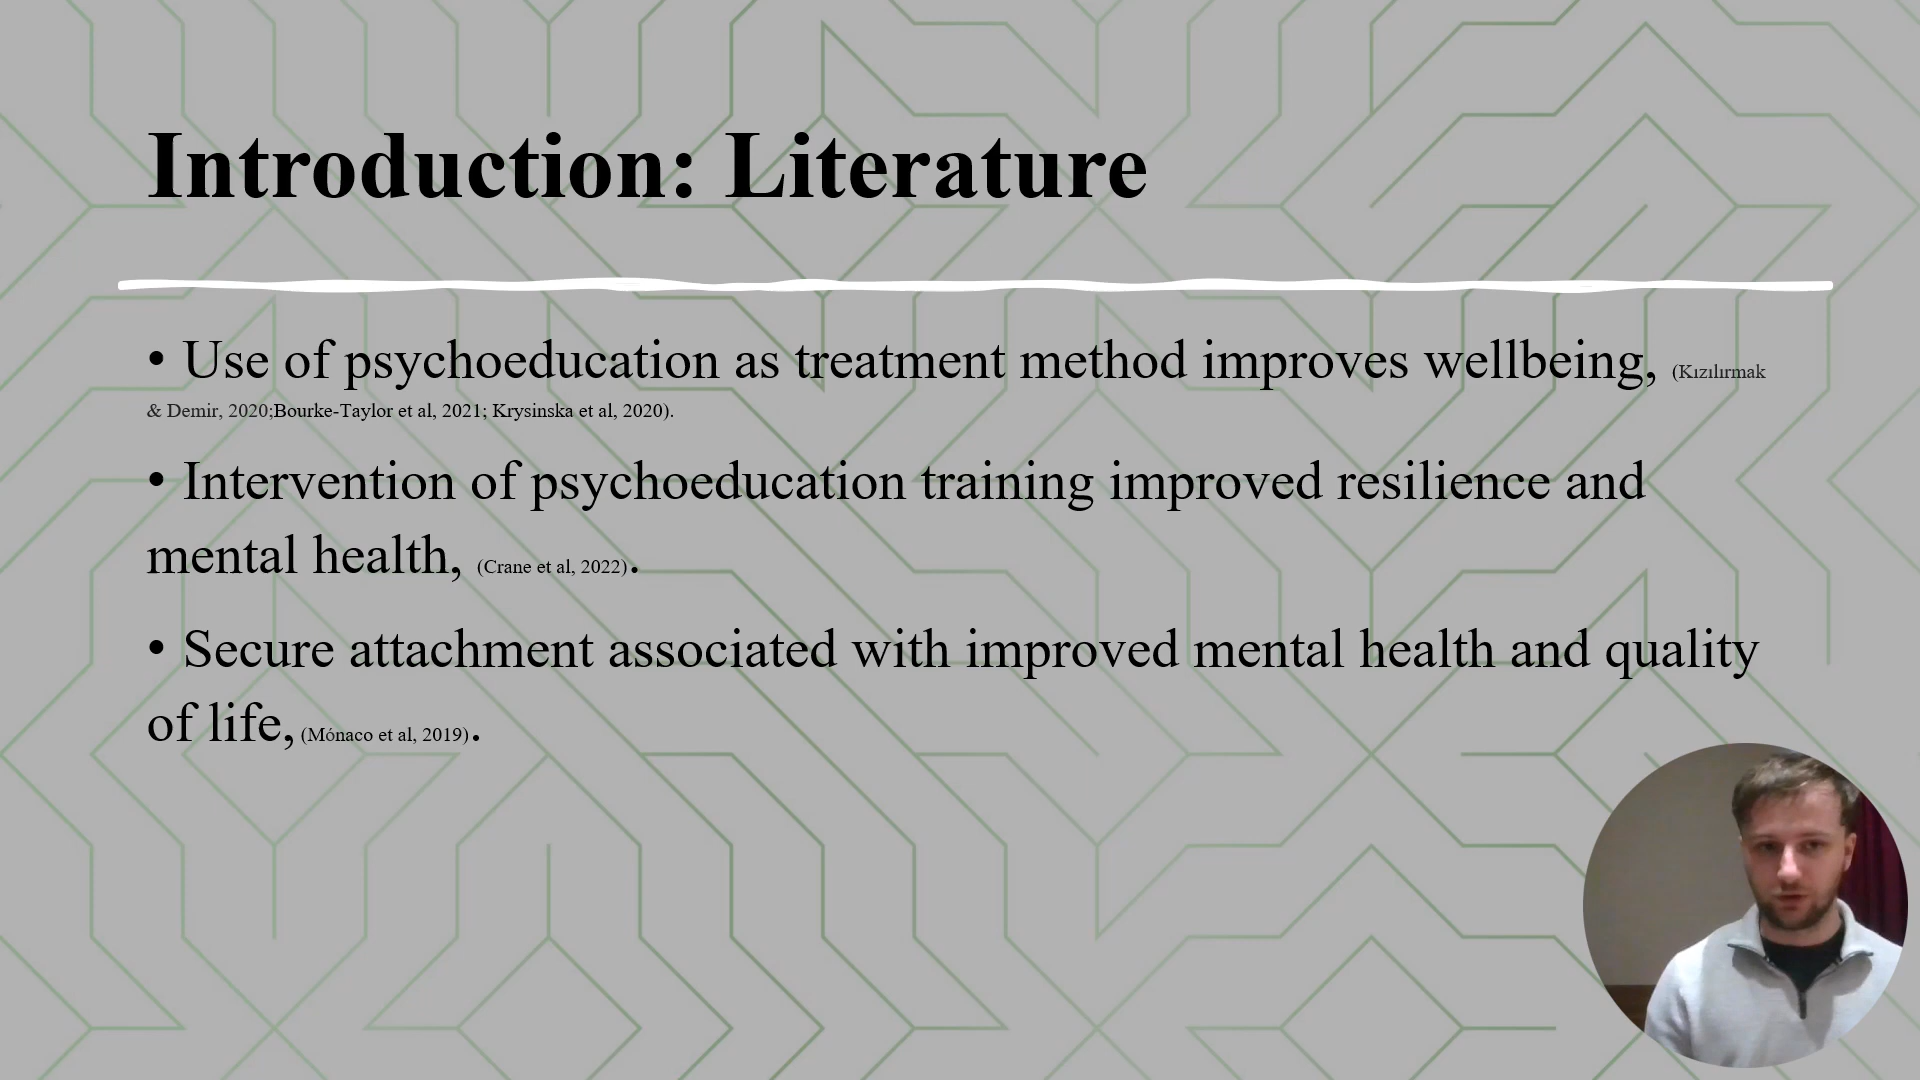 Introduction: Literature
• Use of psychoeducation as treatment method improves wellbeing, (Kızılırmak
& Demir, 2020;Bourke-Taylor et al, 2021; Krysinska et al, 2020).
• Intervention of psychoeducation training improved resilience and
mental health, (Crane et al, 2022).
• Secure attachment associated with improved mental health and quality
of life, (Mónaco et al, 2019).